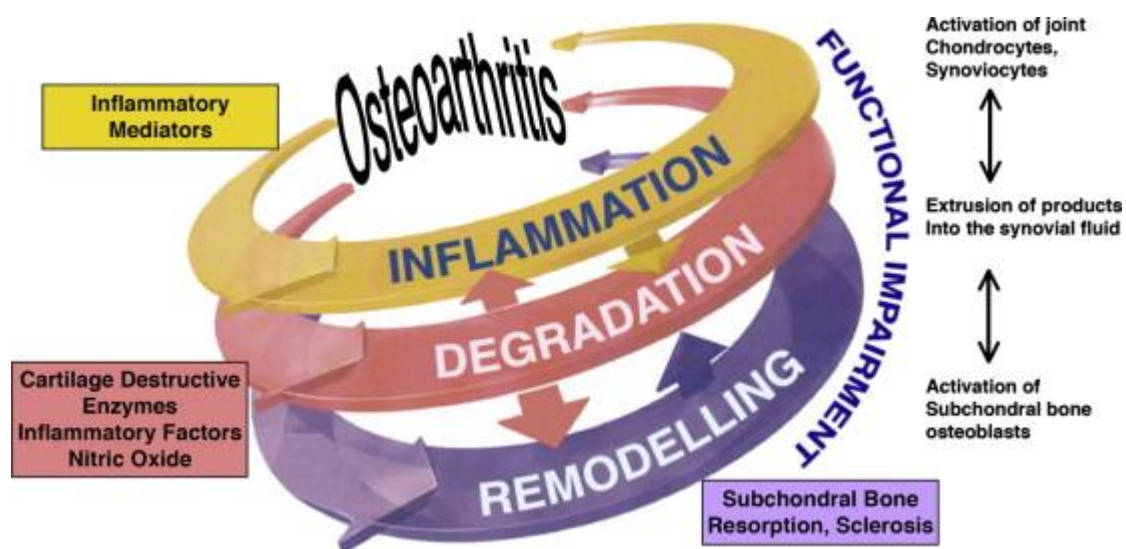 Osteoarthritis
Inflammatory
Mediators
INFLAMMATION
DEGRADATION
REMODELLING
FUNCTIONAL IMPAIRMENT
Cartilage Destructive
Enzymes
Inflammatory Factors
Nitric Oxide
Subchondral Bone
Resorption, Sclerosis
Activation of joint
Chondrocytes,
Synoviocytes
Extrusion of products
Into the synovial fluid
Activation of
Subchondral bone
osteoblasts